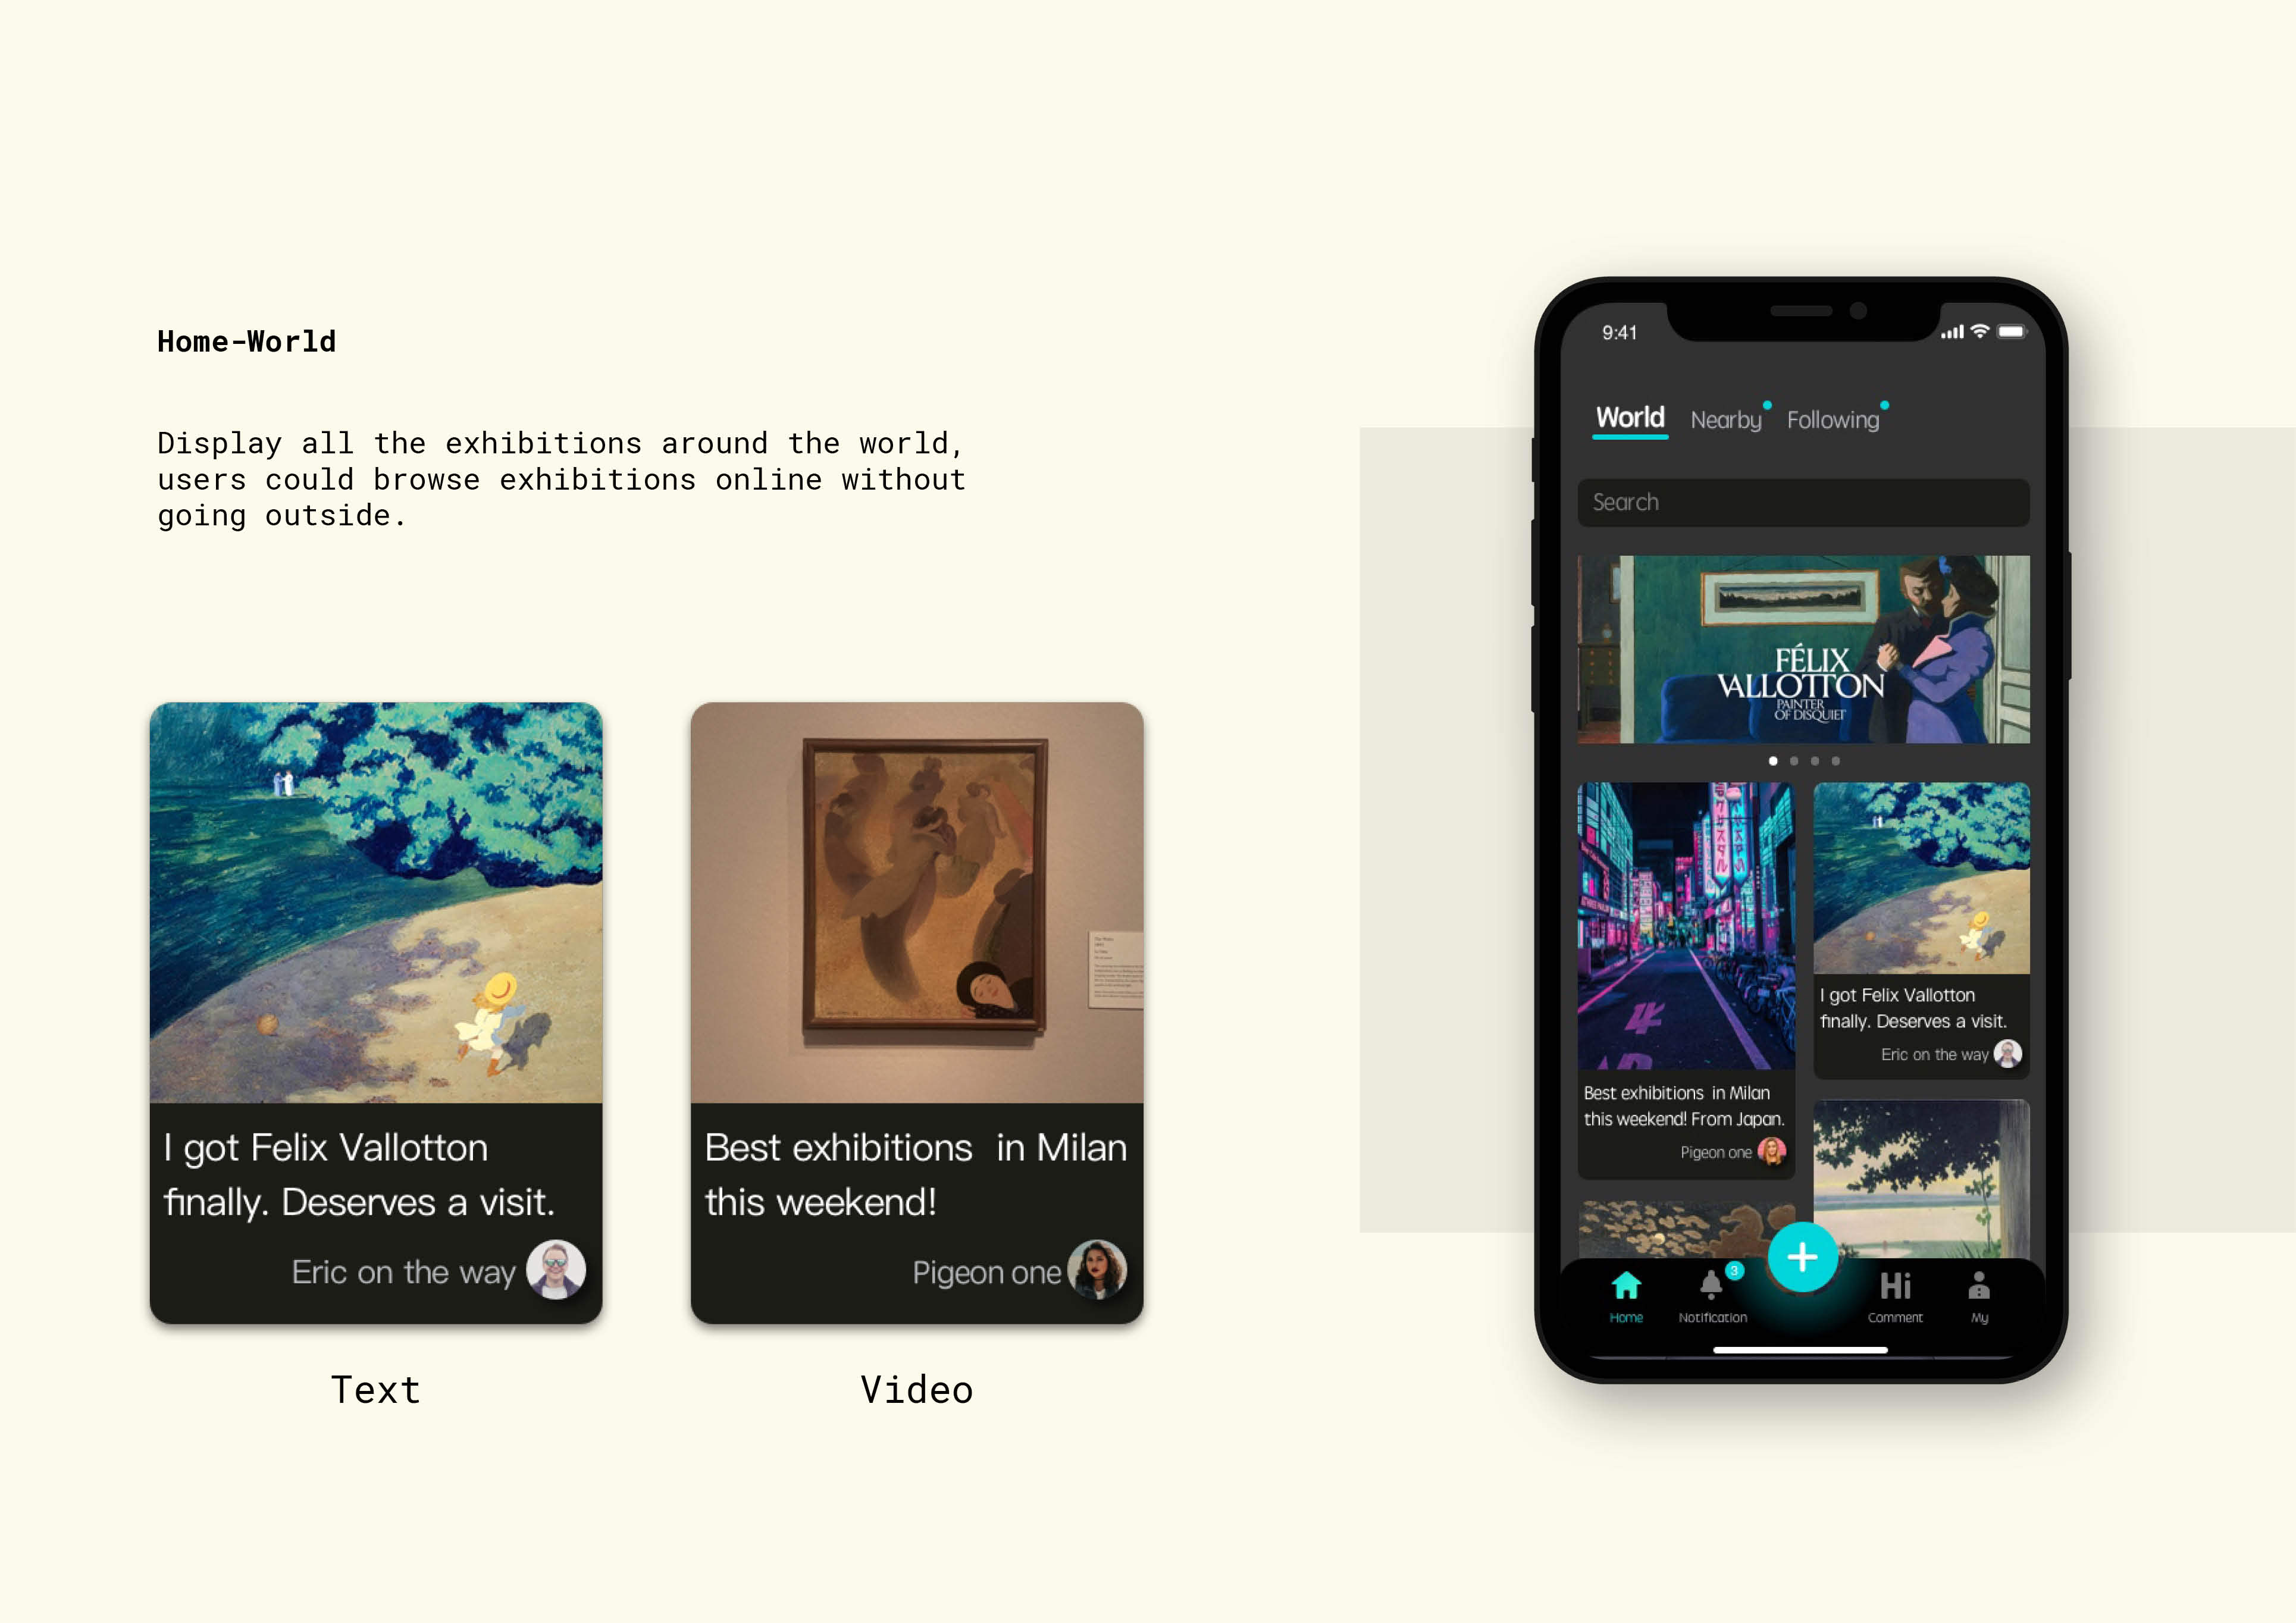 Home-World
Display all the exhibitions around the world,
users could browse exhibitions online without
going outside.
I got Felix Vallotton
finally. Deserves a visit.
Eric on the way
Text
Best exhibitions  in Milan
this weekend!
Pigeon one
Video
9:41
World
Nearby
Following
Search
FÉLIX
VALLOTTON
PAINTER
OF DISQUIET
Best exhibitions  in Milan
this weekend! From Japan.
Pigeon one
I got Felix Vallotton
finally. Deserves a visit.
Eric on the way
Home
3
Notification
Hi
Comment
My